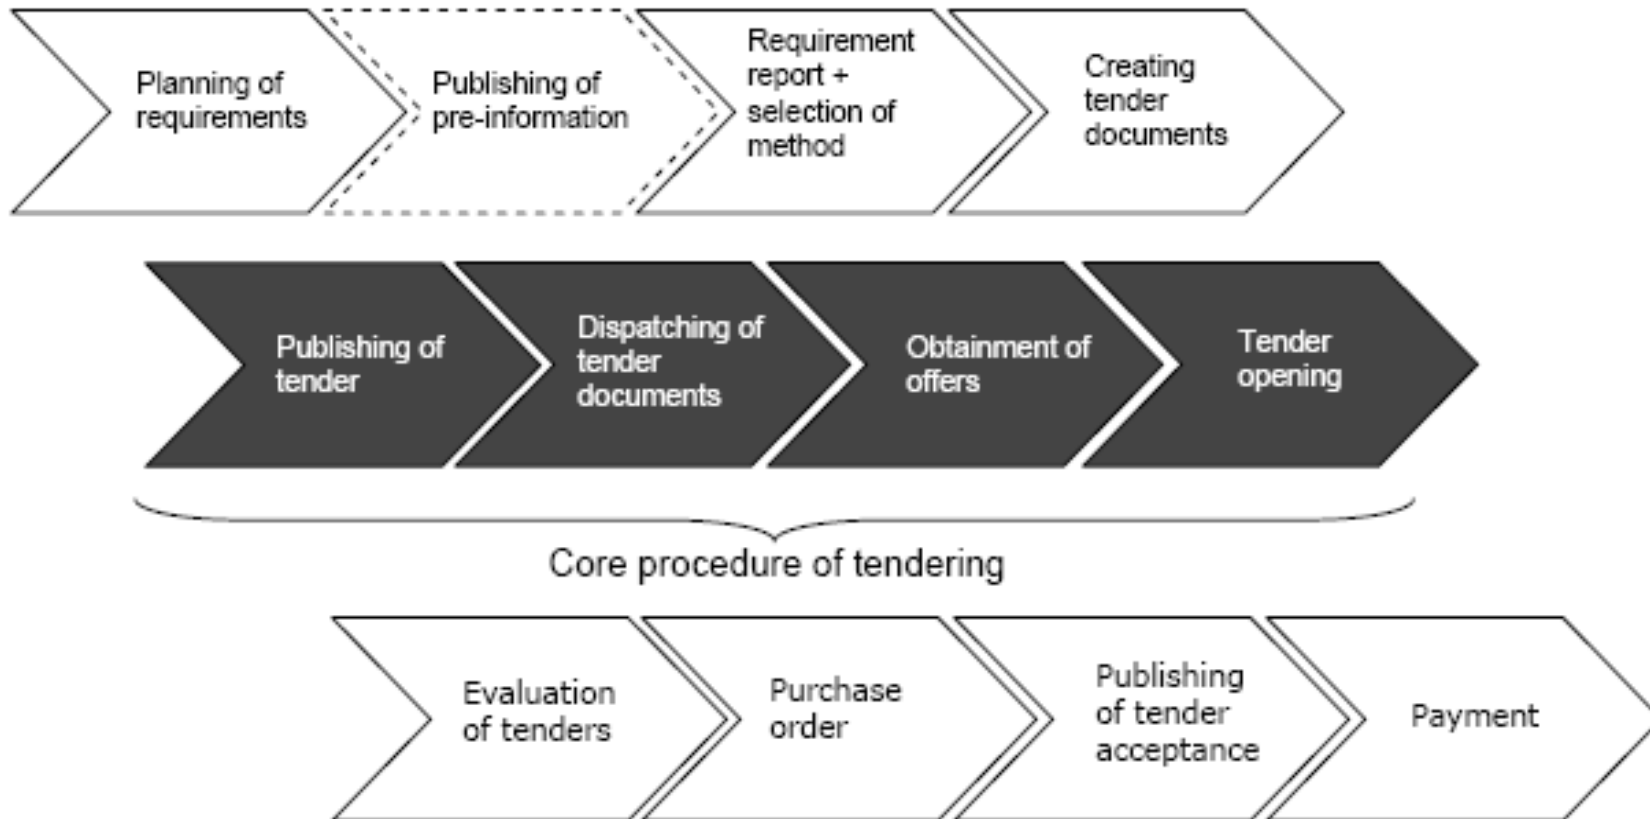 Planning of
requirements
Publishing of
pre-information
Requirement
report +
selection of
method
Creating
tender
documents
Publishing of
tender
Dispatching of
tender
documents
Obtainment of
offers
Tender
opening
Core procedure of tendering
Evaluation
of tenders
Purchase
order
Publishing
of tender
acceptance
Payment